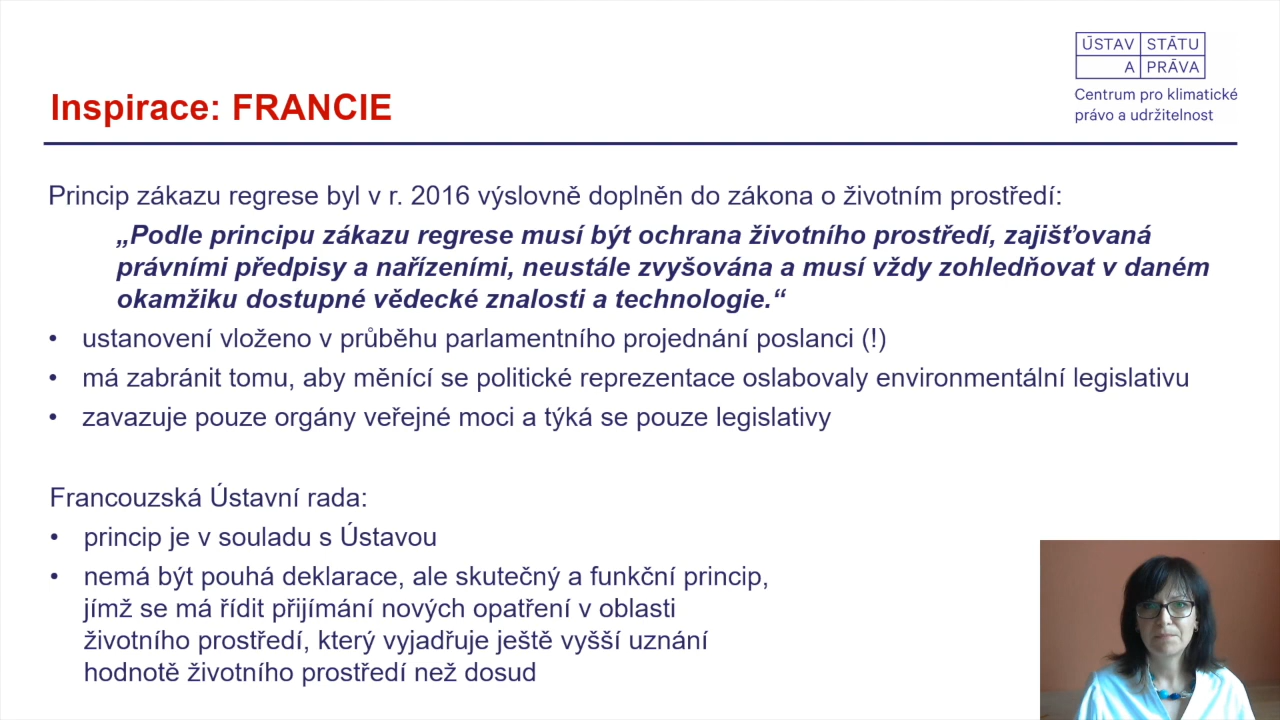 ÚSTAV STÁTU
A PRÁVA
Centrum pro klimatické
právo a udržitelnost
Inspirace: FRANCIE
Princip zákazu regrese byl v r. 2016 výslovně doplněn do zákona o životním prostředí:
„Podle principu zákazu regrese musí být ochrana životního prostředí, zajišťovaná
právními předpisy a nařízeními, neustále zvyšována a musí vždy zohledňovat v daném
okamžiku dostupné vědecké znalosti a technologie.“
• ustanovení vloženo v průběhu parlamentního projednání poslanci (!)
• má zabránit tomu, aby měnící se politické reprezentace oslabovaly environmentální legislativu
• zavazuje pouze orgány veřejné moci a týká se pouze legislativy
Francouzská Ústavní rada:
• princip je v souladu s Ústavou
• nemá být pouhá deklarace, ale skutečný a funkční princip,
jímž se má řídit přijímání nových opatření v oblasti
životního prostředí, který vyjadřuje ještě vyšší uznání
hodnotě životního prostředí než dosud